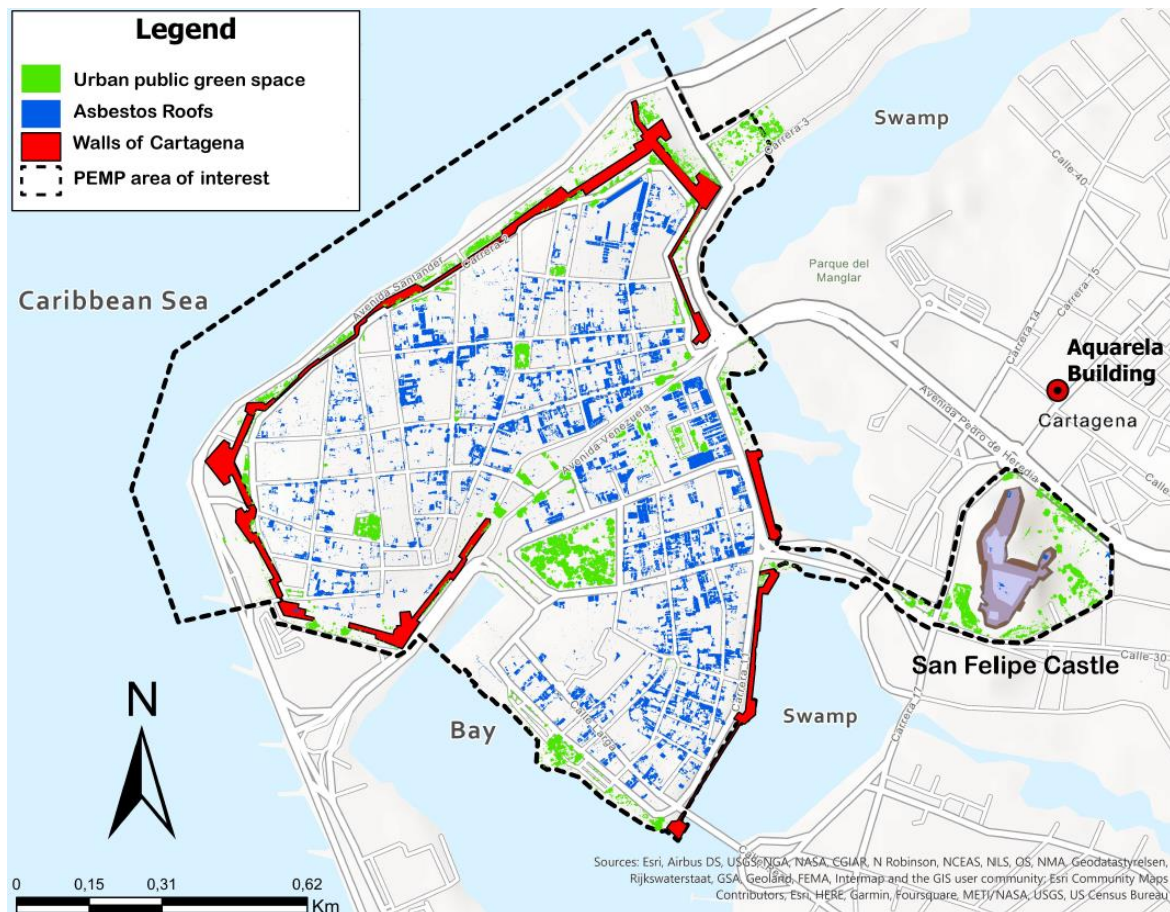 Legend
Urban public green space
Asbestos Roofs
Walls of Cartagena
PEMP area of interest
Swamp
Carrera 3
Calle 40
Caribbean Sea
Avenida Santander
Carrera 2
Parque del
Manglar
Carrera 14
Carrera 15
Aquarela
Building
Cartagena
Avenida Pedro de Heredia
Avenida Venezuela
San Felipe Castle
Calle 30
Carrera 17
Carrera 11
Calle Larga
Bay
Swamp
N
0 0,15 0,31 0,62
Km
Sources: Esri, Airbus DS, USGS, NGA, NASA, CGIAR, N Robinson, NCEAS, NLS, OS, NMA, Geodatastyrelsen,
Rijkswaterstaat, GSA, Geoland, FEMA, Intermap and the GIS user community; Esri Community Maps
Contributors, Esri, HERE, Garmin, Foursquare, METI/NASA, USGS, US Census Bureau